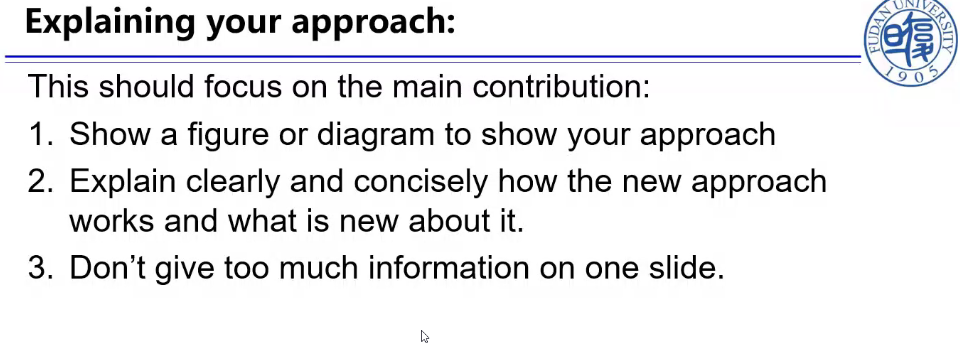 Explaining your approach:
FUDAN UNIVERSITY
1905
This should focus on the main contribution:
1. Show a figure or diagram to show your approach
2. Explain clearly and concisely how the new approach
works and what is new about it.
3. Don’t give too much information on one slide.